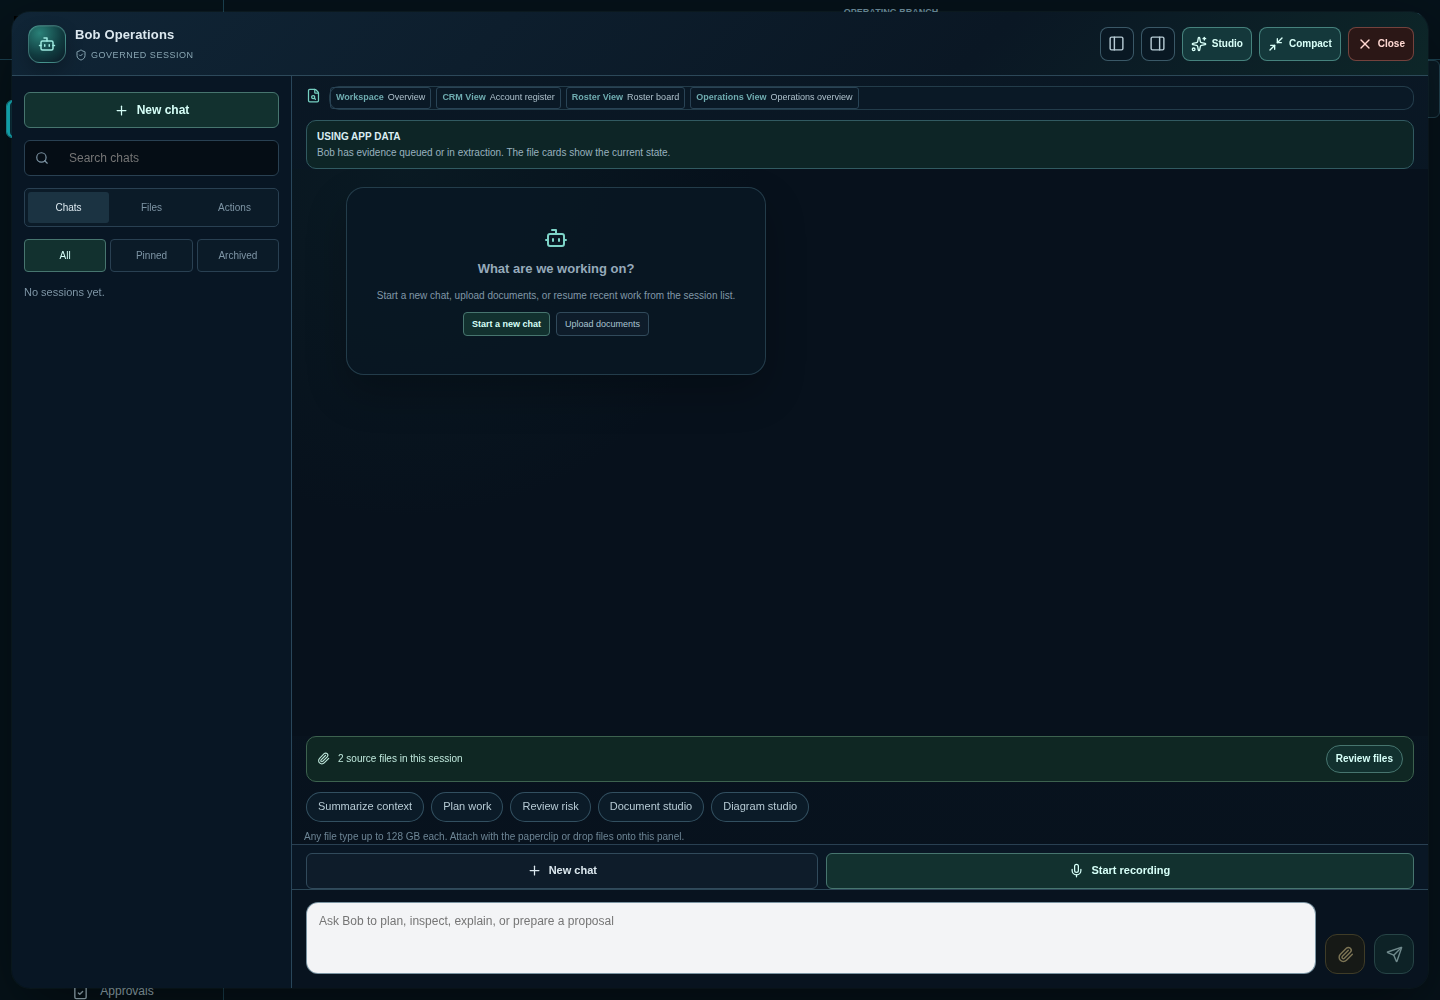 OPERATING BRANCH
Bob Operations
GOVERNED SESSION
Studio
Compact
Close
New chat
Search chats
Chats
Files
Actions
All
Pinned
Archived
No sessions yet.
Workspace Overview
CRM View Account register
Roster View Roster board
Operations View Operations overview
USING APP DATA
Bob has evidence queued or in extraction. The file cards show the current state.
What are we working on?
Start a new chat, upload documents, or resume recent work from the session list.
Start a new chat
Upload documents
2 source files in this session
Review files
Summarize context
Plan work
Review risk
Document studio
Diagram studio
Any file type up to 128 GB each. Attach with the paperclip or drop files onto this panel.
New chat
Start recording
Ask Bob to plan, inspect, explain, or prepare a proposal
Approvals